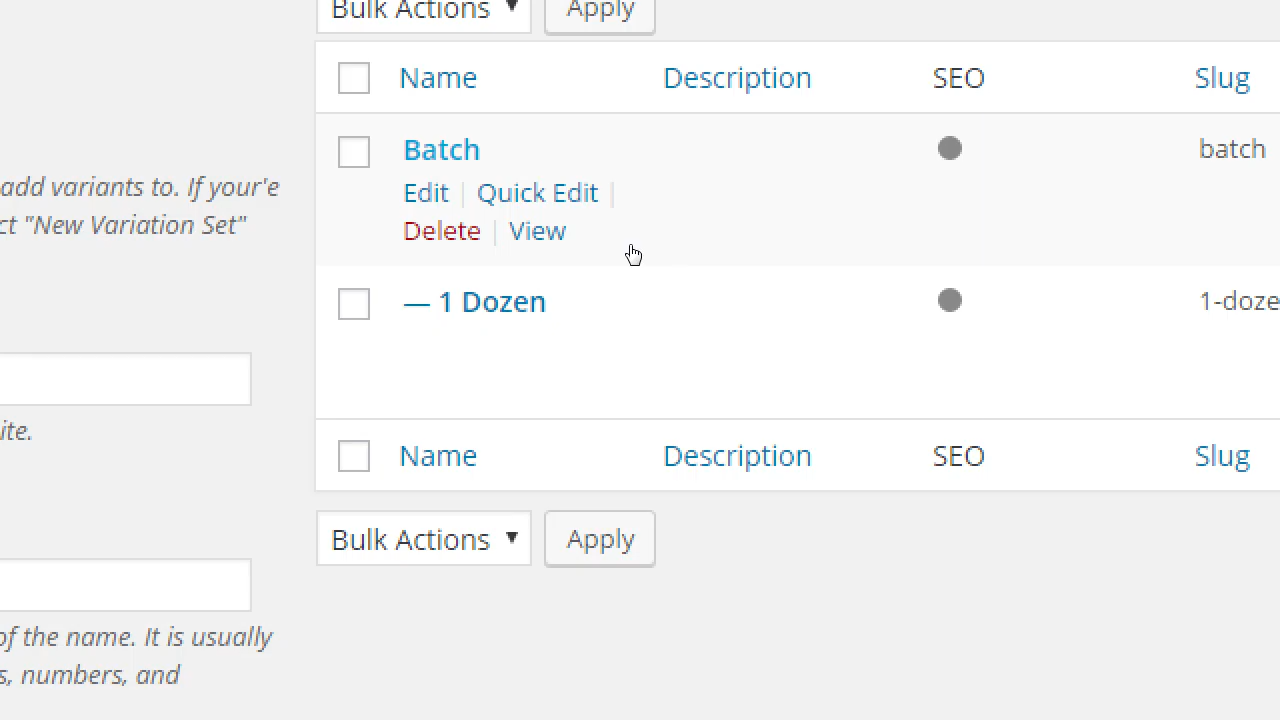 Bulk Actions Apply
Name Description SEO Slug
Batch batch
add variants to. If your'e
Edit | Quick Edit |
ct "New Variation Set"
Delete | View
— 1 Dozen 1-doze
ite.
Name Description SEO Slug
Bulk Actions Apply
of the name. It is usually
s, numbers, and